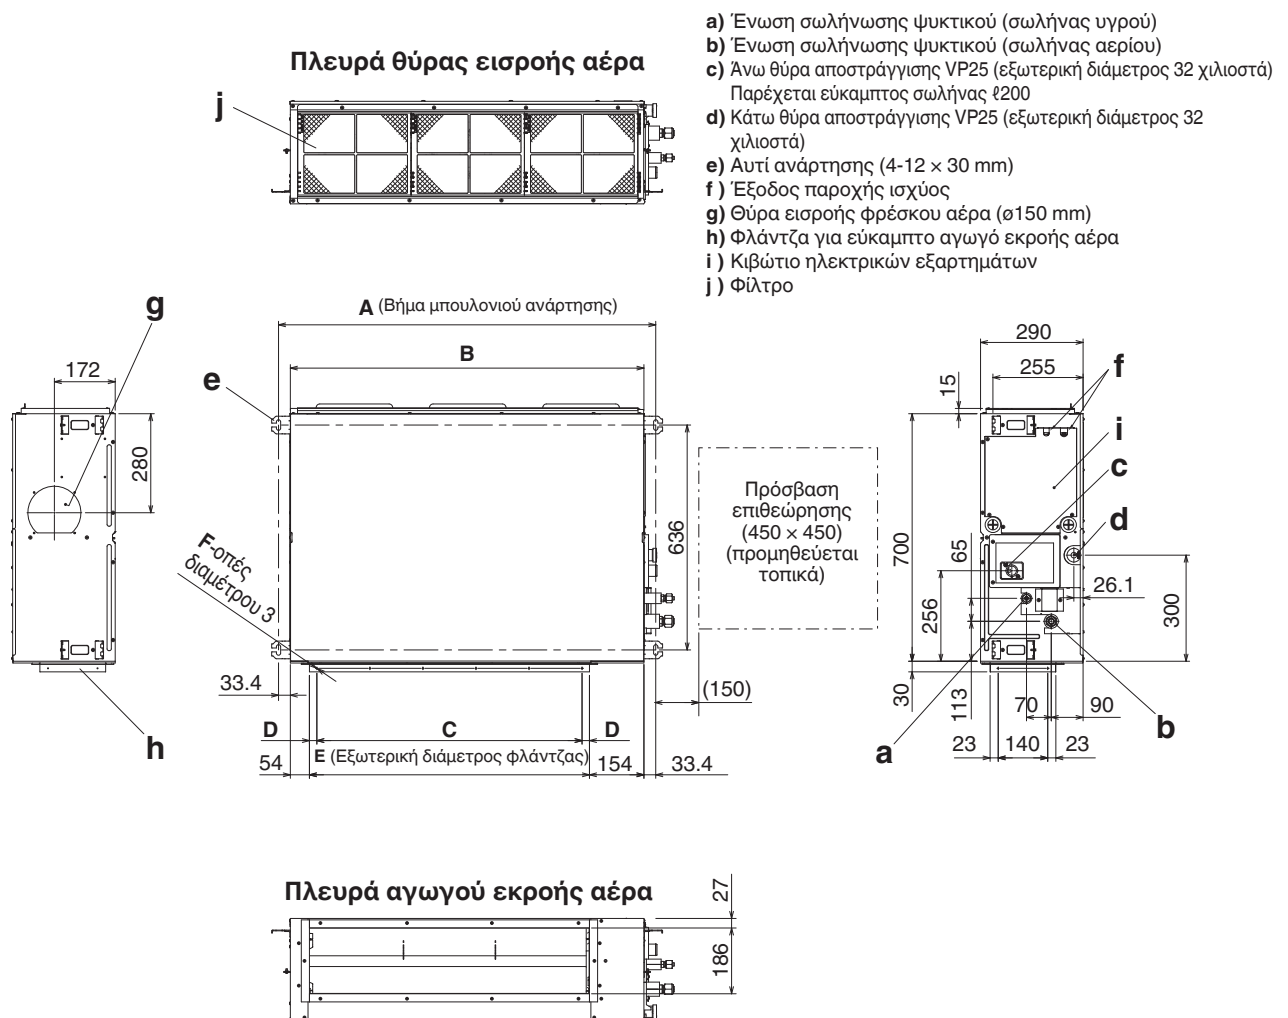 a) Ένωση σωλήνωσης ψυκτικού (σωλήνας υγρού)
b) Ένωση σωλήνωσης ψυκτικού (σωλήνας αερίου)
c) Άνω θύρα αποστράγγισης VP25 (εξωτερική διάμετρος 32 χιλιοστά)
Παρέχεται εύκαμπτος σωλήνας ℓ200
d) Κάτω θύρα αποστράγγισης VP25 (εξωτερική διάμετρος 32
χιλιοστά)
e) Αυτί ανάρτησης (4-12 × 30 mm)
f ) Έξοδος παροχής ισχύος
g) Θύρα εισροής φρέσκου αέρα (ø150 mm)
h) Φλάντζα για εύκαμπτο αγωγό εκροής αέρα
i ) Κιβώτιο ηλεκτρικών εξαρτημάτων
j ) Φίλτρο
Πλευρά θύρας εισροής αέρα
j
g
172
280
h
A (Βήμα μπουλονιού ανάρτησης)
B
e
636
F-οπές
διαμέτρου 3
33.4
D
C
D
E (Εξωτερική διάμετρος φλάντζας)
54
154
33.4
(150)
Πρόσβαση
επιθεώρησης
(450 × 450)
(προμηθεύεται
τοπικά)
290
255
15
f
i
c
d
700
65
256
26.1
300
30
113
70
90
b
a
23
140
23
Πλευρά αγωγού εκροής αέρα
27
186